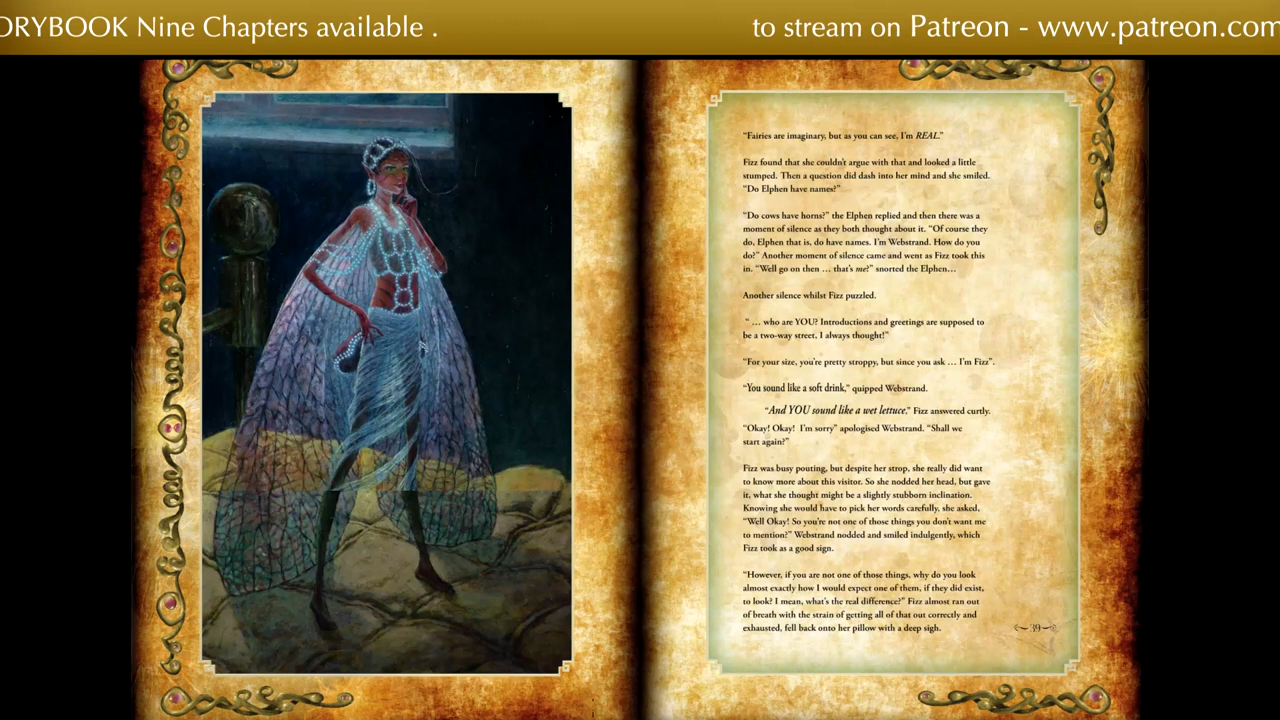 ORYBOOK Nine Chapters available .
to stream on Patreon - www.patreon.com
“Fairies are imaginary, but as you can see, I’m REAL.”
Fizz found that she couldn’t argue with that and looked a little
stumped. Then a question did dash into her mind and she smiled.
“Do Elphen have names?”
“Do cows have horns?” the Elphen replied and then there was a
moment of silence as they both thought about it. “Of course they
do, Elphen that is, do have names. I’m Webstrand. How do you
do?” Another moment of silence came and went as Fizz took this
in. “Well go on then … that’s me?” snorted the Elphen…
Another silence whilst Fizz puzzled.
“ … who are YOU? Introductions and greetings are supposed to
be a two-way street, I always thought!”
“For your size, you’re pretty stroppy, but since you ask … I’m Fizz”.
“You sound like a soft drink,” quipped Webstrand.
“And YOU sound like a wet lettuce,” Fizz answered curtly.
“Okay! Okay! I’m sorry” apologised Webstrand. “Shall we
start again?”
Fizz was busy pouting, but despite her strop, she really did want
to know more about this visitor. So she nodded her head, but gave
it, what she thought might be a slightly stubborn inclination.
Knowing she would have to pick her words carefully, she asked,
“Well Okay! So you’re not one of those things you don’t want me
to mention?” Webstrand nodded and smiled indulgently, which
Fizz took as a good sign.
“However, if you are not one of those things, why do you look
almost exactly how I would expect one of them, if they did exist,
to look? I mean, what’s the real difference?” Fizz almost ran out
of breath with the strain of getting all of that out correctly and
exhausted, fell back onto her pillow with a deep sigh.
39